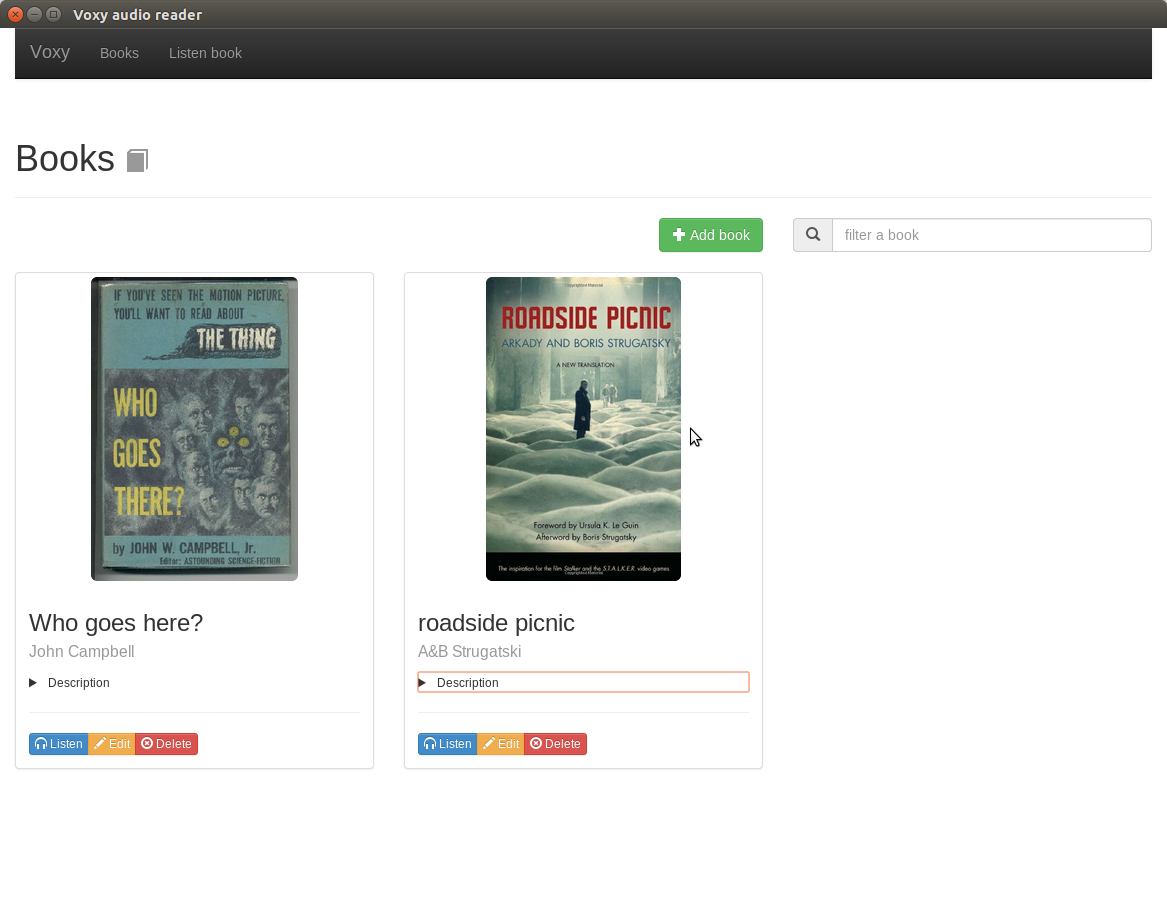 Voxy audio reader
Voxy Books Listen book
Books
Add book
filter a book
IF YOU'VE SEEN THE MOTION PICTURE,
YOU'LL WANT TO READ ABOUT –
THE THING
WHO
GOES
THERE?
by JOHN W. CAMPBELL, Jr.
Editor: ASTOUNDING SCIENCE-FICTION
Who goes here?
John Campbell
Description
Listen Edit Delete
Copyrighted Material
ROADSIDE PICNIC
ARKADY AND BORIS STRUGATSKY
A NEW TRANSLATION
Foreword by Ursula K. Le Guin
Afterword by Boris Strugatsky
The inspiration for the film Stalker and the S.T.A.L.K.E.R. video games
Copyrighted Material
roadside picnic
A&B Strugatski
Description
Listen Edit Delete